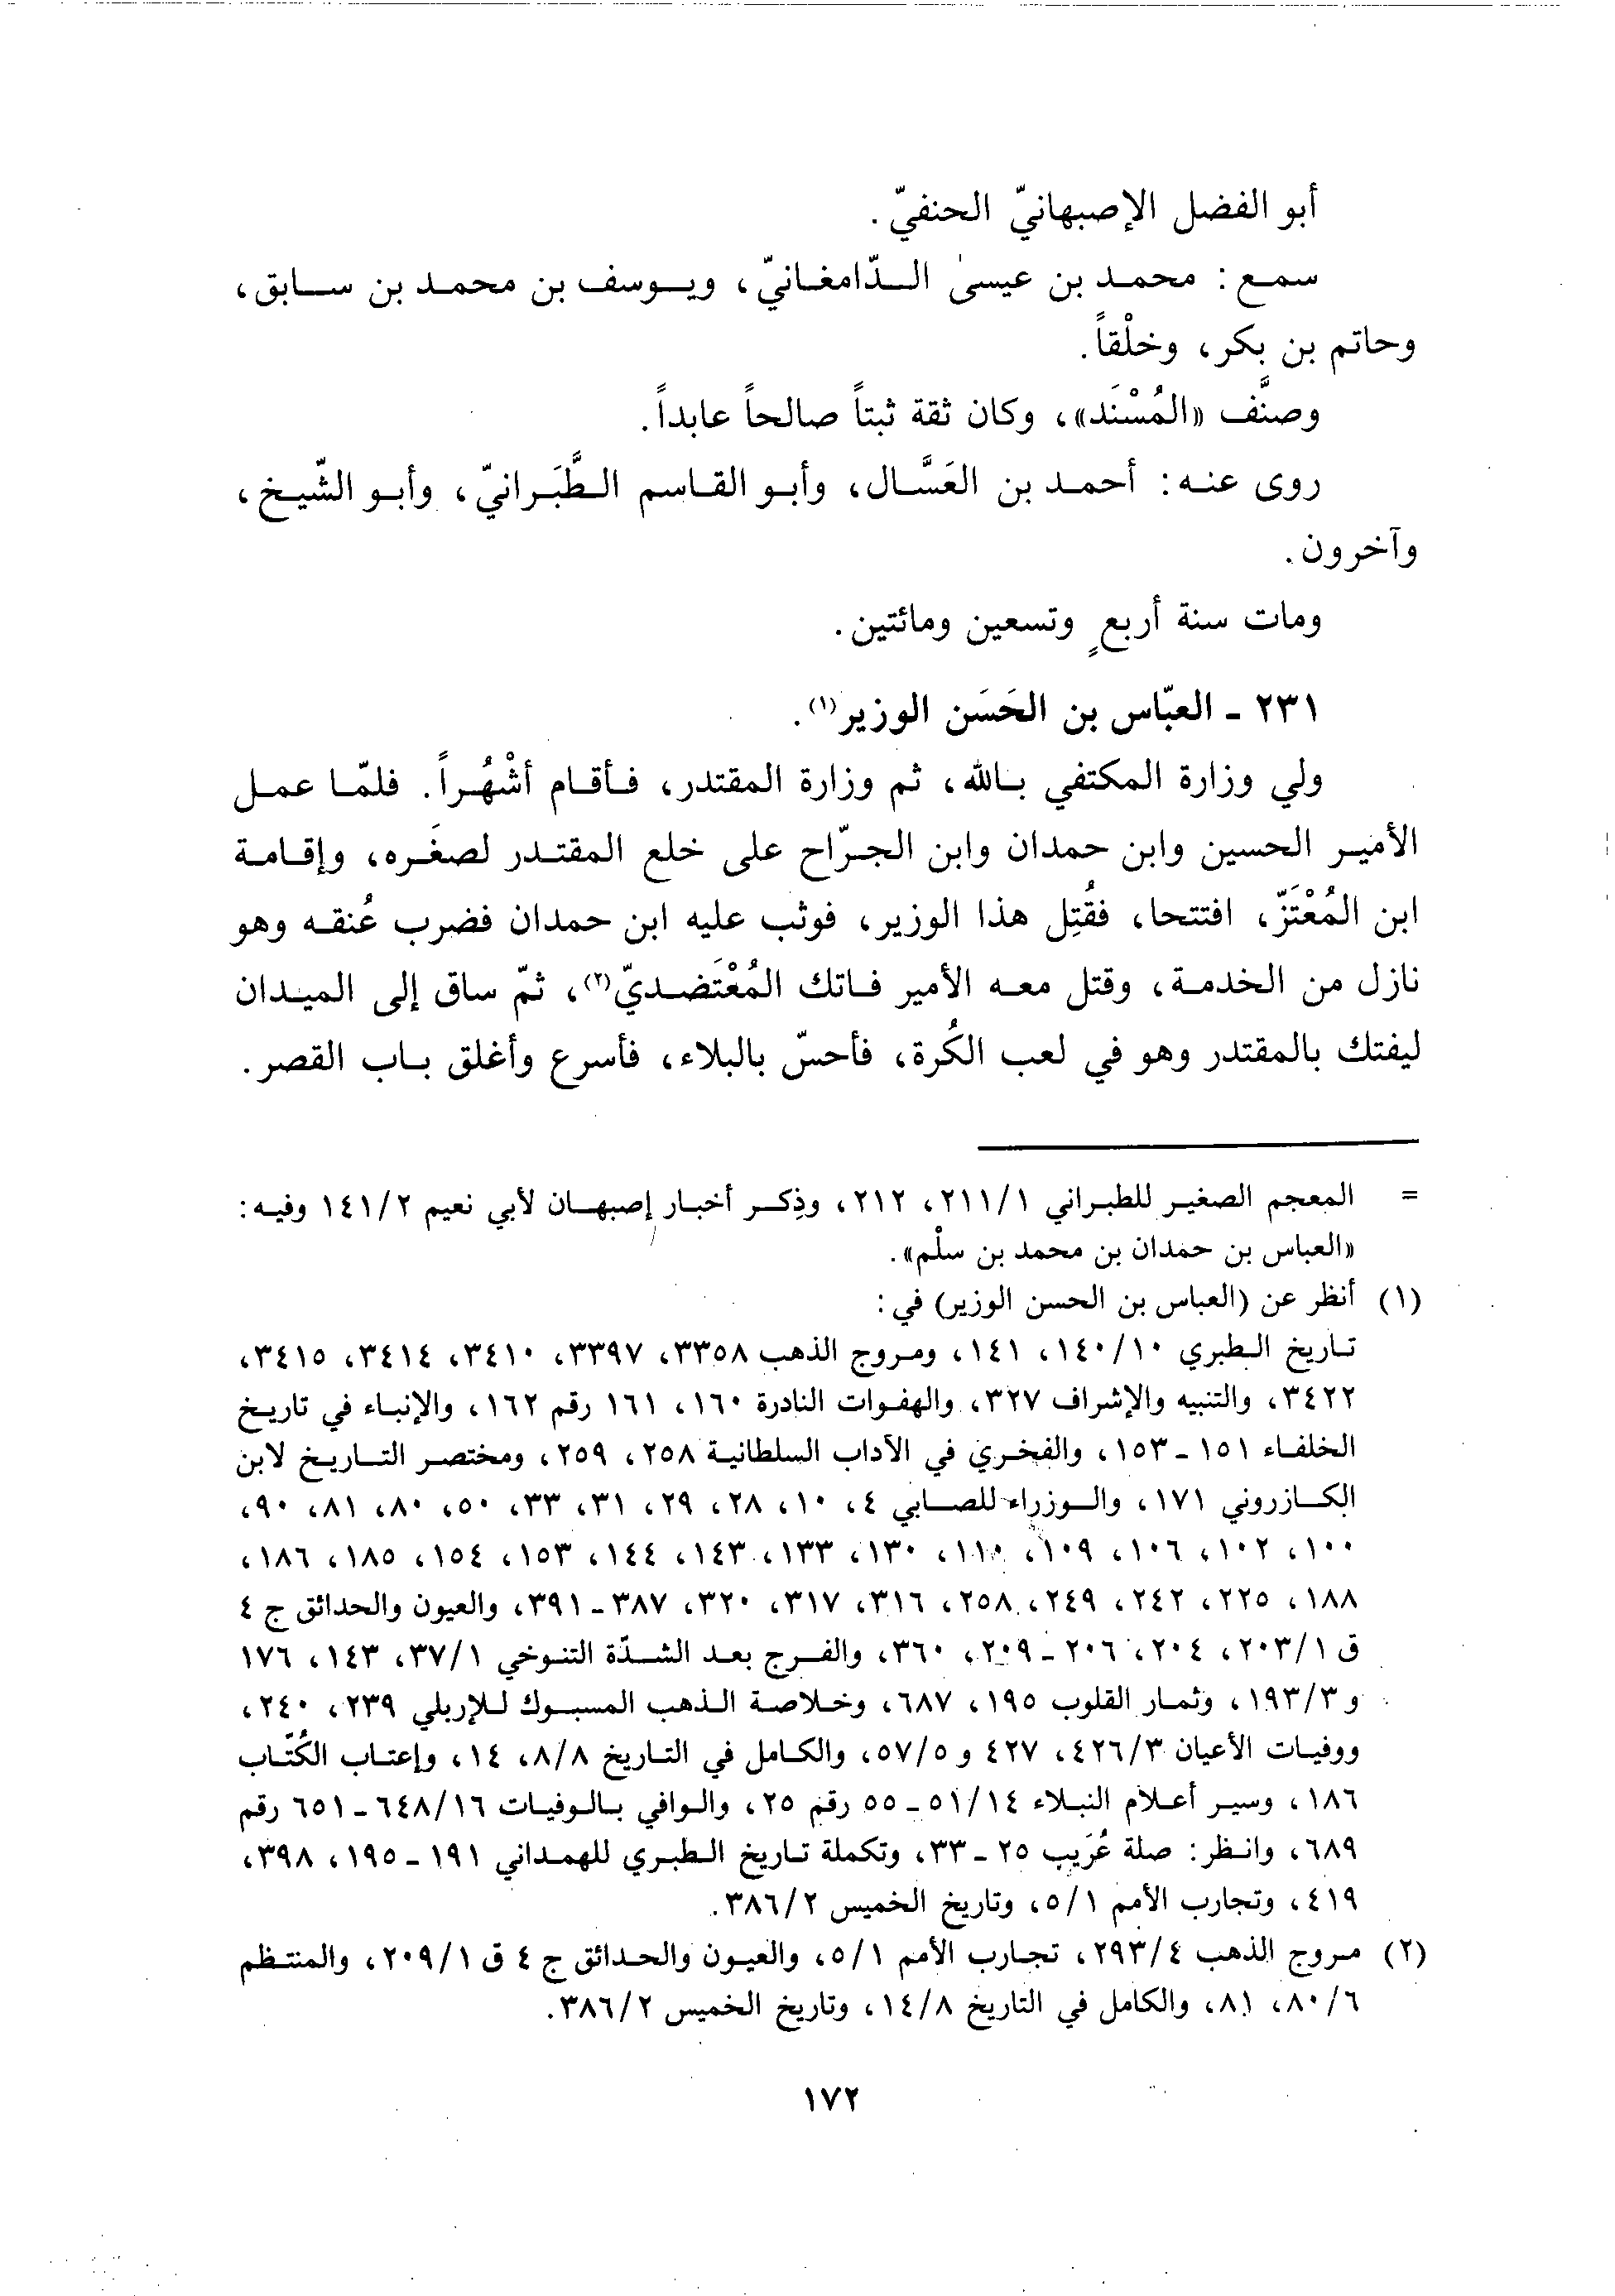 أبو الفضل الإصبهانيّ الحنفيّ.
سمع: محمد بن عيسىٰ الدّامغانيّ، ويوسف بن محمد بن سابق،
وحاتم بن بكر، وخلْقاً.
وصنَّف «المُسْنَد»، وكان ثقة ثبتاً صالحاً عابداً.
روى عنه: أحمد بن العَسَّال، وأبو القاسم الطَّبَرانيّ، وأبو الشّيخ،
وآخرون.
ومات سنة أربعٍ وتسعين ومائتين.
٢٣١ ـ العبّاس بن الحَسَن الوزير(١).
ولي وزارة المكتفي بالله، ثم وزارة المقتدر، فأقام أشْهُراً. فلمّا عمل
الأمير الحسين وابن حمدان وابن الجرّاح على خلع المقتدر لصغَره، وإقامة
ابن المُعْتَزّ، افتتحا، فقُتِل هذا الوزير، فوثب عليه ابن حمدان فضرب عُنقه وهو
نازل من الخدمة، وقتل معه الأمير فاتك المُعْتَضديّ(٢)، ثمّ ساق إلى الميدان
ليفتك بالمقتدر وهو في لعب الكُرة، فأحسّ بالبلاء، فأسرع وأغلق باب القصر.
= المعجم الصغير للطبراني ٢١١/١، ٢١٢، وذِكر أخبار إصبهان لأبي نعيم ١٤١/٢ وفيه:
«العباس بن حمدان بن محمد بن سلْم».
(١) أنظر عن (العباس بن الحسن الوزير) في:
تاريخ الطبري ١٤٠/١٠، ١٤١، ومروج الذهب ٣٣٥٨، ٣٣٩٧، ٣٤١٠، ٣٤١٤، ٣٤١٥،
٣٤٢٢، والتنبيه والإشراف ٣٢٧، والهفوات النادرة ١٦٠، ١٦١ رقم ١٦٢، والإنباء في تاريخ
الخلفاء ١٥١ ـ ١٥٣، والفخري في الآداب السلطانية ٢٥٨، ٢٥٩، ومختصر التاريخ لابن
الكازروني ١٧١، والوزراء للصابي ٤، ١٠، ٢٨، ٢٩، ٣١، ٣٣، ٥٠، ٨٠، ٨١، ٩٠،
١٠٠، ١٠٢، ١٠٦، ١٠٩، ١١٠، ١٣٠، ١٣٣، ١٤٣، ١٤٤، ١٥٣، ١٥٤، ١٨٥، ١٨٦،
١٨٨، ٢٢٥، ٢٤٢، ٢٤٩، ٢٥٨، ٣١٦، ٣١٧، ٣٢٠، ٣٨٧ ـ ٣٩١، والعيون والحدائق ج ٤
ق ٢٠٣/١، ٢٠٤، ٢٠٦ ـ ٢٠٩، ٣٦٠، والفرج بعد الشدّة التنوخي ٣٧/١، ١٤٣، ١٧٦
و ١٩٣/٣، وثمار القلوب ١٩٥، ٦٨٧، وخلاصة الذهب المسبوك للإربلي ٢٣٩، ٢٤٠،
ووفيات الأعيان ٤٢٦/٣، ٤٢٧ و ٥٧/٥، والكامل في التاريخ ٨/٨، ١٤، وإعتاب الكُتّاب
١٨٦، وسير أعلام النبلاء ٥١/١٤ ـ ٥٥ رقم ٢٥، والوافي بالوفيات ٦٤٨/١٦ ـ ٦٥١ رقم
٦٨٩، وانظر: صلة عُرَيب ٢٥ ـ ٣٣، وتكملة تاريخ الطبري للهمداني ١٩١ ـ ١٩٥، ٣٩٨،
٤١٩، وتجارب الأمم ٥/١، وتاريخ الخميس ٣٨٦/٢.
(٢) مروج الذهب ٢٩٣/٤، تجارب الأمم ٥/١، والعيون والحدائق ج ٤ ق ٢٠٩/١، والمنتظم
٨٠/٦، ٨١، والكامل في التاريخ ١٤/٨، وتاريخ الخميس ٣٨٦/٢.
١٧٢